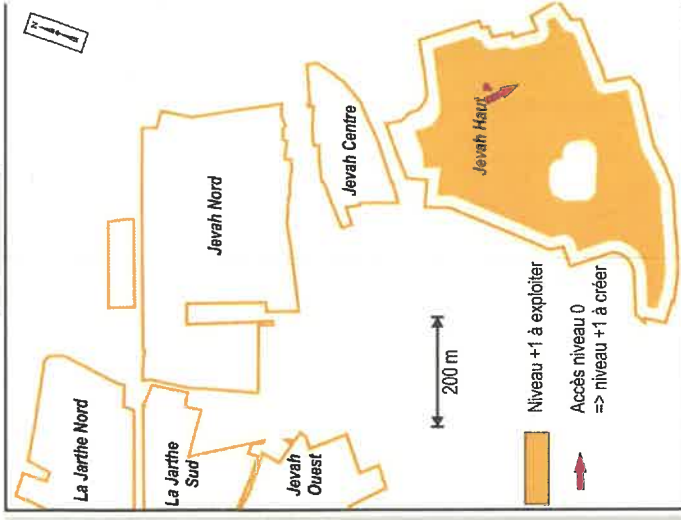 N
La Jarthe Nord
La Jarthe
Sud
Jevah
Ouest
Jevah Nord
Jevah Centre
Jevah Haut
200 m
Niveau +1 à exploiter
Accès niveau 0
=> niveau +1 à créer